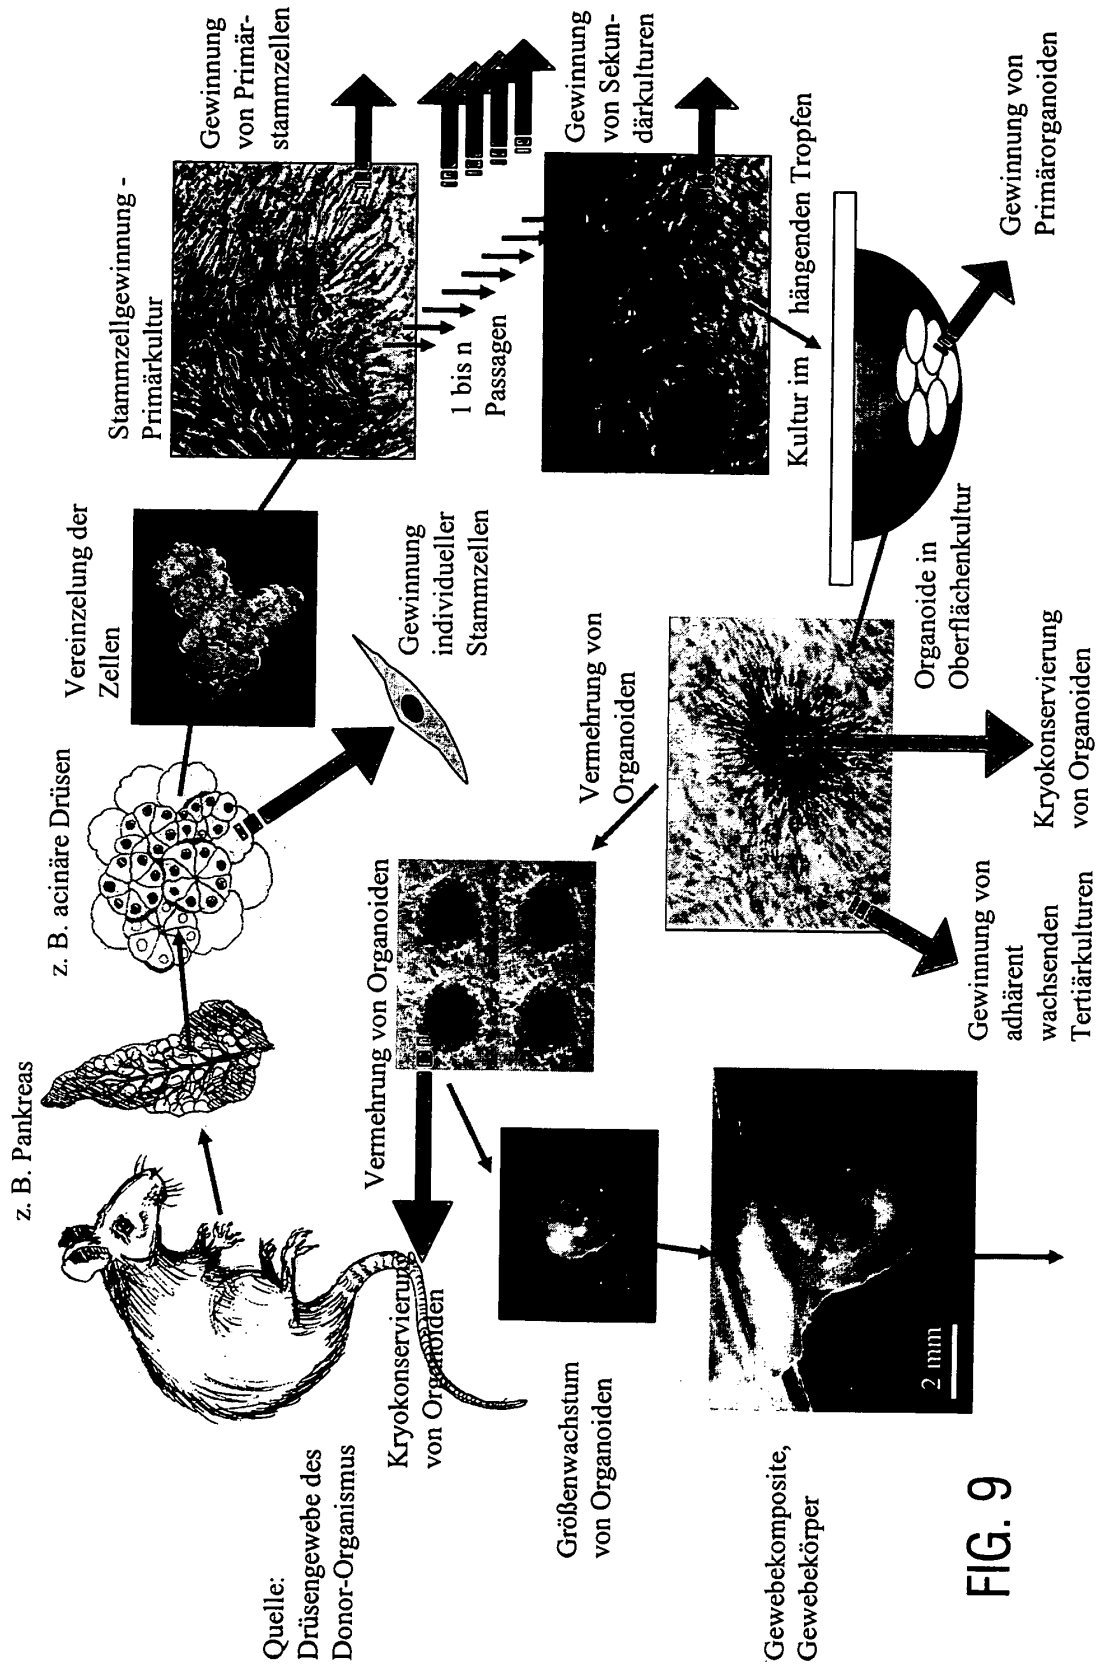 Quelle:
Drüsengewebe des
Donor-Organismus
z. B. Pankreas
z. B. acinäre Drüsen
Vereinzelung der
Zellen
Stammzellgewinnung -
Primärkultur
Gewinnung
von Primär-
stammzellen
Gewinnung
individueller
Stammzellen
1 bis n
Passagen
Gewinnung
von Sekun-
därkulturen
Kultur im hängenden Tropfen
Gewinnung von
Primärorganoiden
Organoide in
Oberflächenkultur
Vermehrung von
Organoiden
Kryokonservierung
von Organoiden
Gewinnung von
adhärent
wachsenden
Tertiärkulturen
Vermehrung von Organoiden
Kryokonservierung
von Organoiden
Größenwachstum
von Organoiden
Gewebekomposite,
Gewebekörper
2 mm
FIG. 9